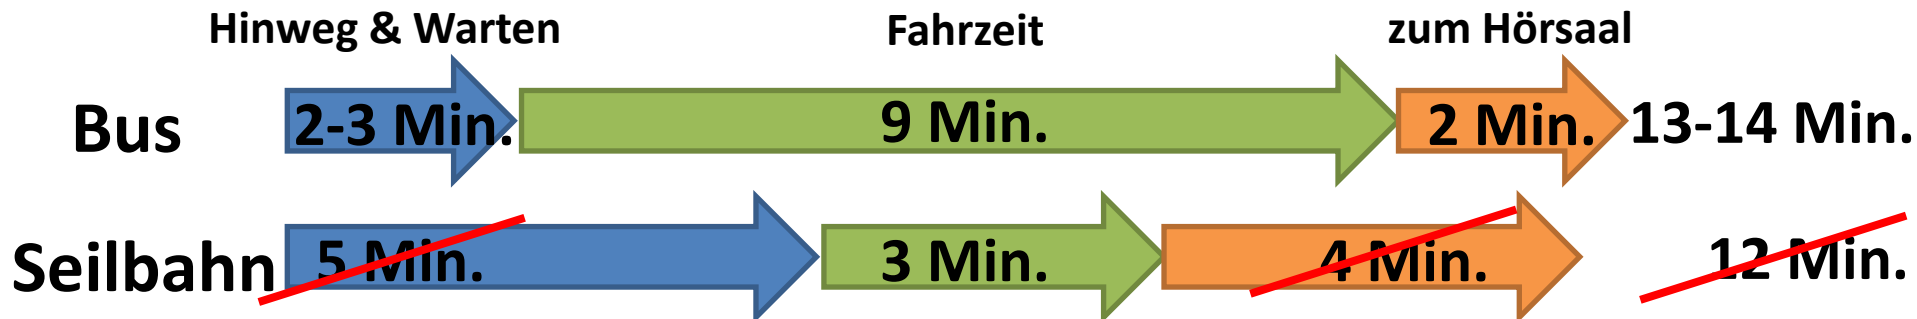 Hinweg & Warten Fahrzeit zum Hörsaal
Bus 2-3 Min. 9 Min. 2 Min. 13-14 Min.
Seilbahn 5 Min. 3 Min. 4 Min. 12 Min.